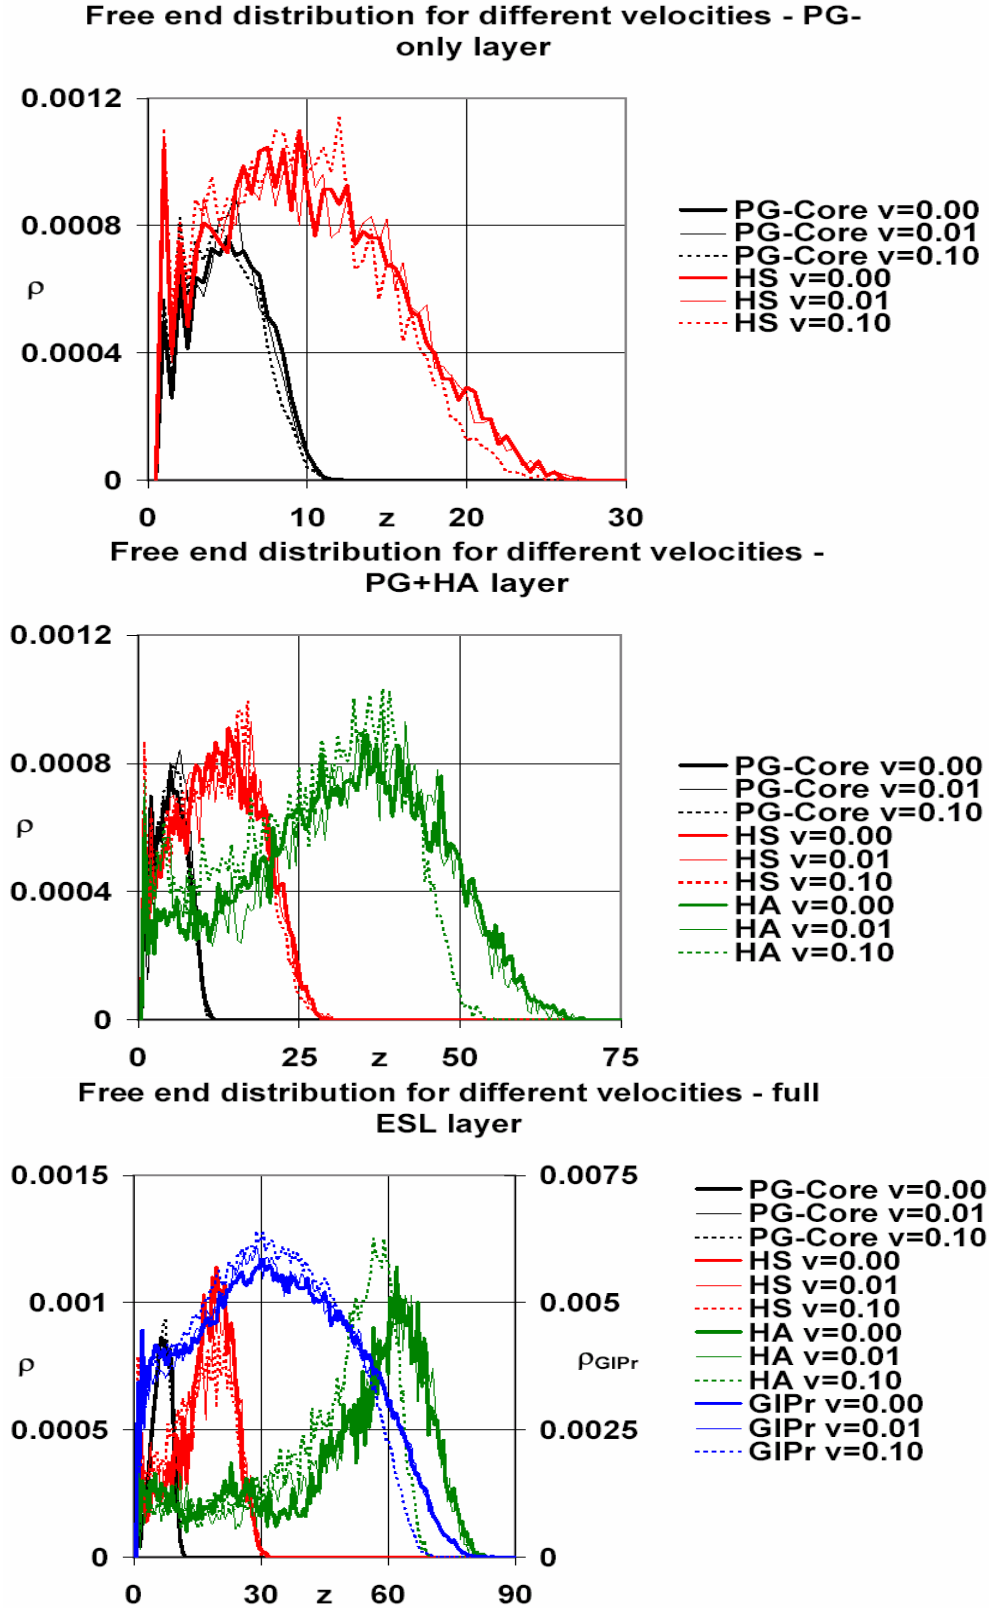 Free end distribution for different velocities - PG-
only layer
0.0012
0.0008
ρ
0.0004
0
0
10
z
20
30
PG-Core v=0.00
PG-Core v=0.01
PG-Core v=0.10
HS v=0.00
HS v=0.01
HS v=0.10
Free end distribution for different velocities -
PG+HA layer
0.0012
0.0008
ρ
0.0004
0
0
25
z
50
75
PG-Core v=0.00
PG-Core v=0.01
PG-Core v=0.10
HS v=0.00
HS v=0.01
HS v=0.10
HA v=0.00
HA v=0.01
HA v=0.10
Free end distribution for different velocities - full
ESL layer
0.0015
0.001
ρ
0.0005
0
0.0075
0.005
ρGlPr
0.0025
0
0
30
z
60
90
PG-Core v=0.00
PG-Core v=0.01
PG-Core v=0.10
HS v=0.00
HS v=0.01
HS v=0.10
HA v=0.00
HA v=0.01
HA v=0.10
GlPr v=0.00
GlPr v=0.01
GlPr v=0.10